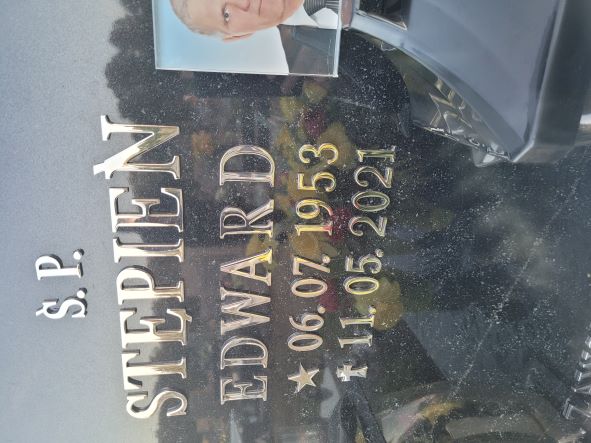 Ś.P.
STĘPIEŃ
EDWARD
★ 06. 07. 1953
✝ 11. 05. 2021